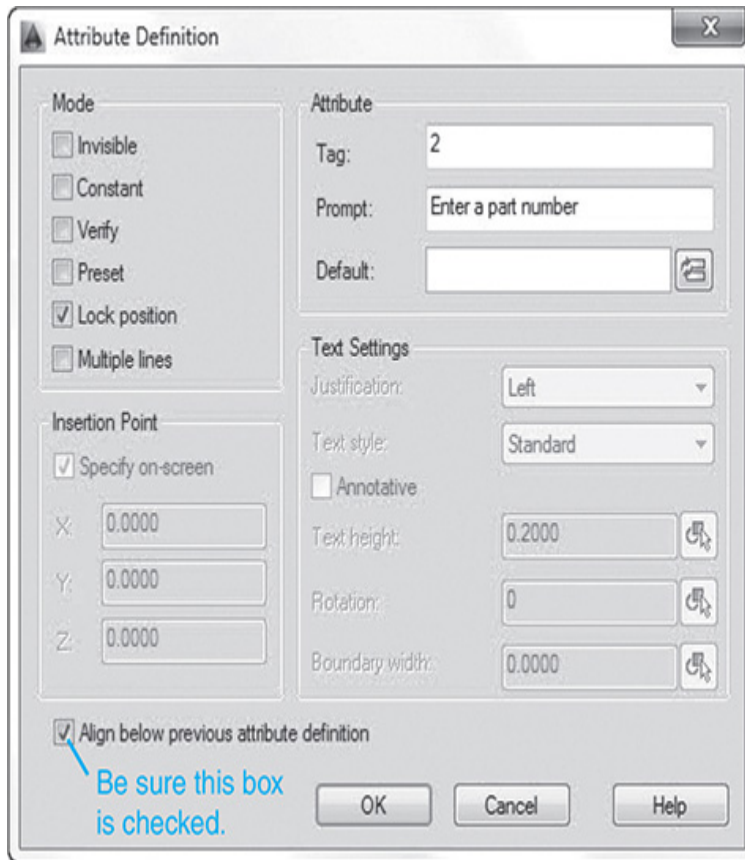 Attribute Definition
Mode
Invisible
Constant
Verify
Preset
Lock position
Multiple lines
Attribute
Tag: 2
Prompt: Enter a part number
Default:
Insertion Point
Specify on-screen
X: 0.0000
Y: 0.0000
Z: 0.0000
Text Settings
Justification: Left
Text style: Standard
Annotative
Text height: 0.2000
Rotation: 0
Boundary width: 0.0000
Align below previous attribute definition
Be sure this box
is checked.
OK Cancel Help